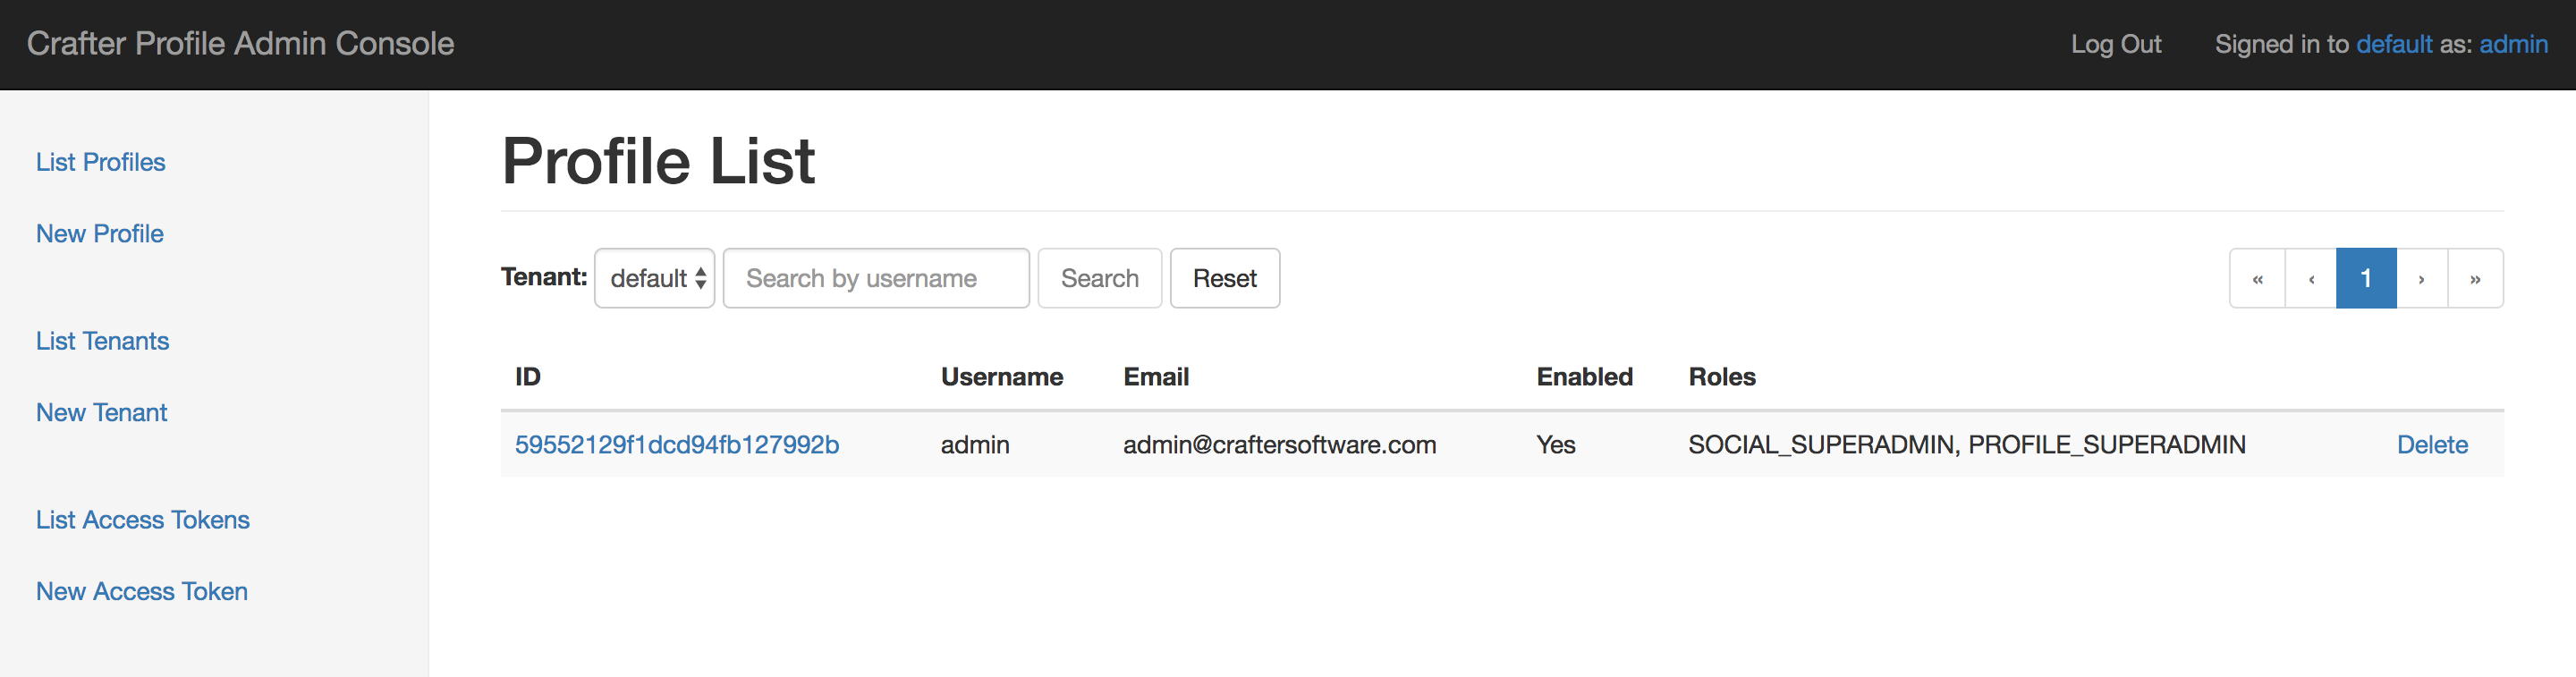 Crafter Profile Admin Console
Log Out Signed in to default as: admin
List Profiles
New Profile
List Tenants
New Tenant
List Access Tokens
New Access Token
Profile List
Tenant: default Search by username Search Reset
« ‹ 1 › »
ID Username Email Enabled Roles
59552129f1dcd94fb127992b admin admin@craftersoftware.com Yes SOCIAL_SUPERADMIN, PROFILE_SUPERADMIN Delete